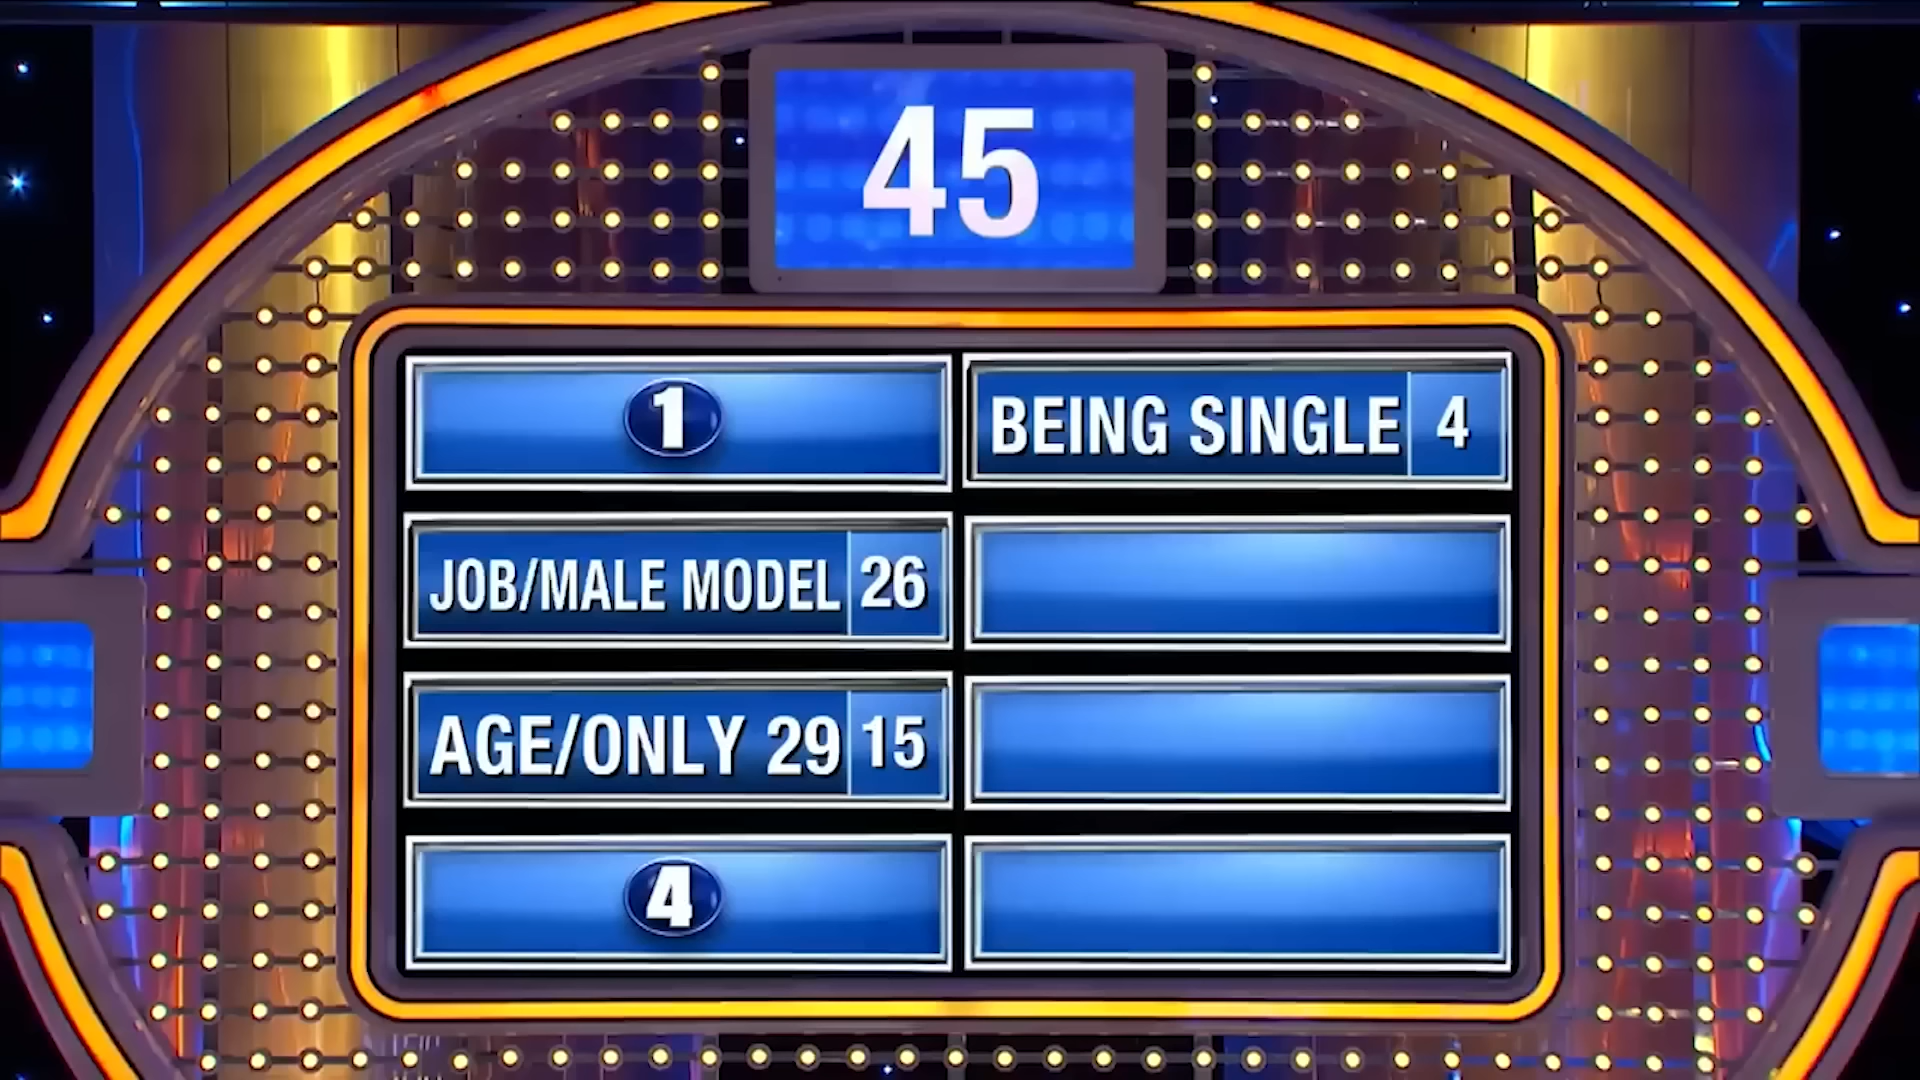 45
1
BEING SINGLE 4
JOB/MALE MODEL 26
AGE/ONLY 29 15
4